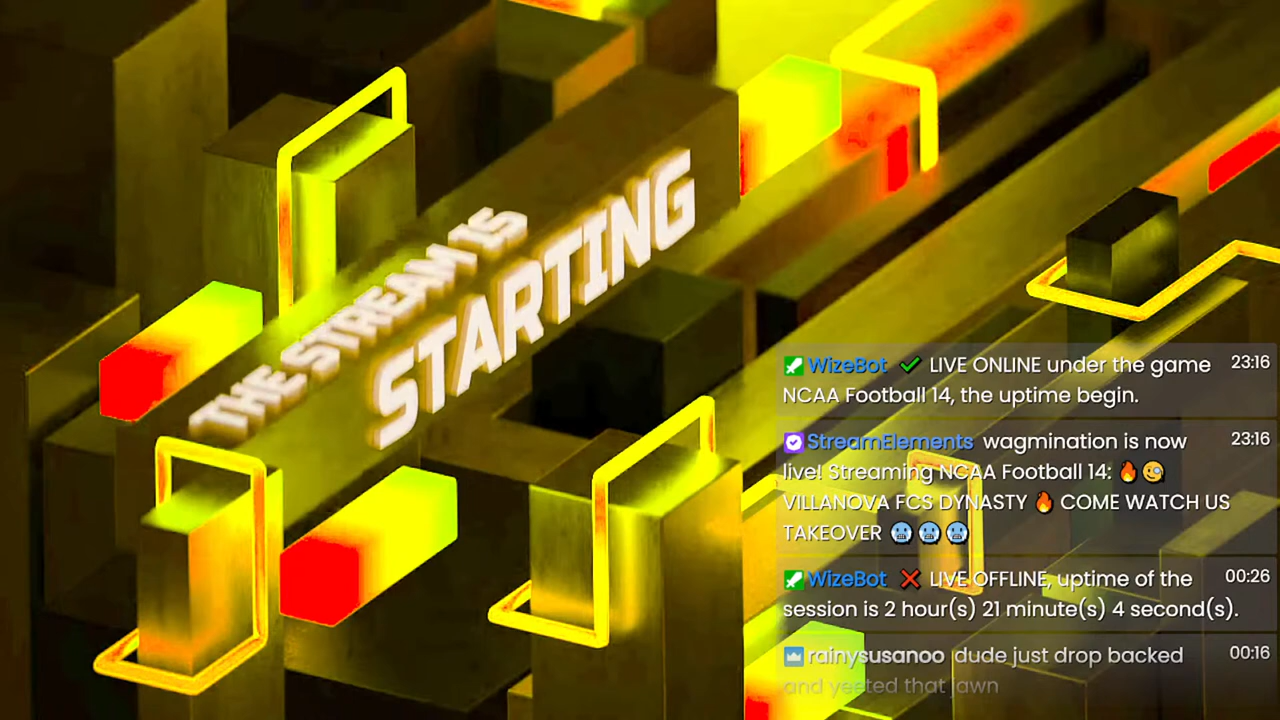 THE STREAM IS
STARTING
WizeBot ✔ LIVE ONLINE under the game 23:16
NCAA Football 14, the uptime begin.
StreamElements wagmination is now 23:16
live! Streaming NCAA Football 14: 🔥🧐
VILLANOVA FCS DYNASTY 🔥 COME WATCH US
TAKEOVER 🥶🥶🥶
WizeBot ❌ LIVE OFFLINE, uptime of the 00:26
session is 2 hour(s) 21 minute(s) 4 second(s).
rainysusanoo dude just drop backed 00:16
and yeeted that jawn